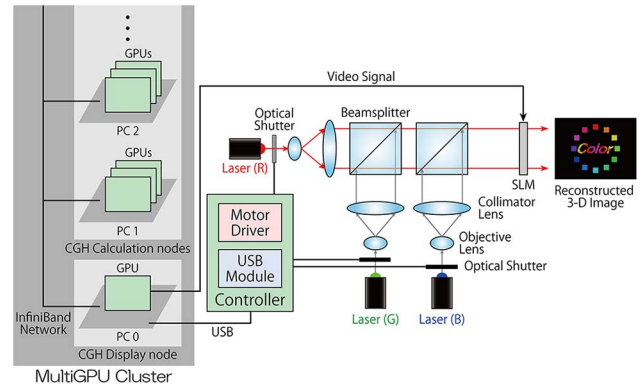 GPUs
PC 2
GPUs
PC 1
CGH Calculation nodes
GPU
PC 0
InfiniBand
Network
CGH Display node
MultiGPU Cluster
USB
Video Signal
Optical
Shutter
Laser (R)
Beamsplitter
SLM
Color
Reconstructed
3-D Image
Motor
Driver
USB
Module
Controller
Collimator
Lens
Objective
Lens
Optical Shutter
Laser (G)
Laser (B)